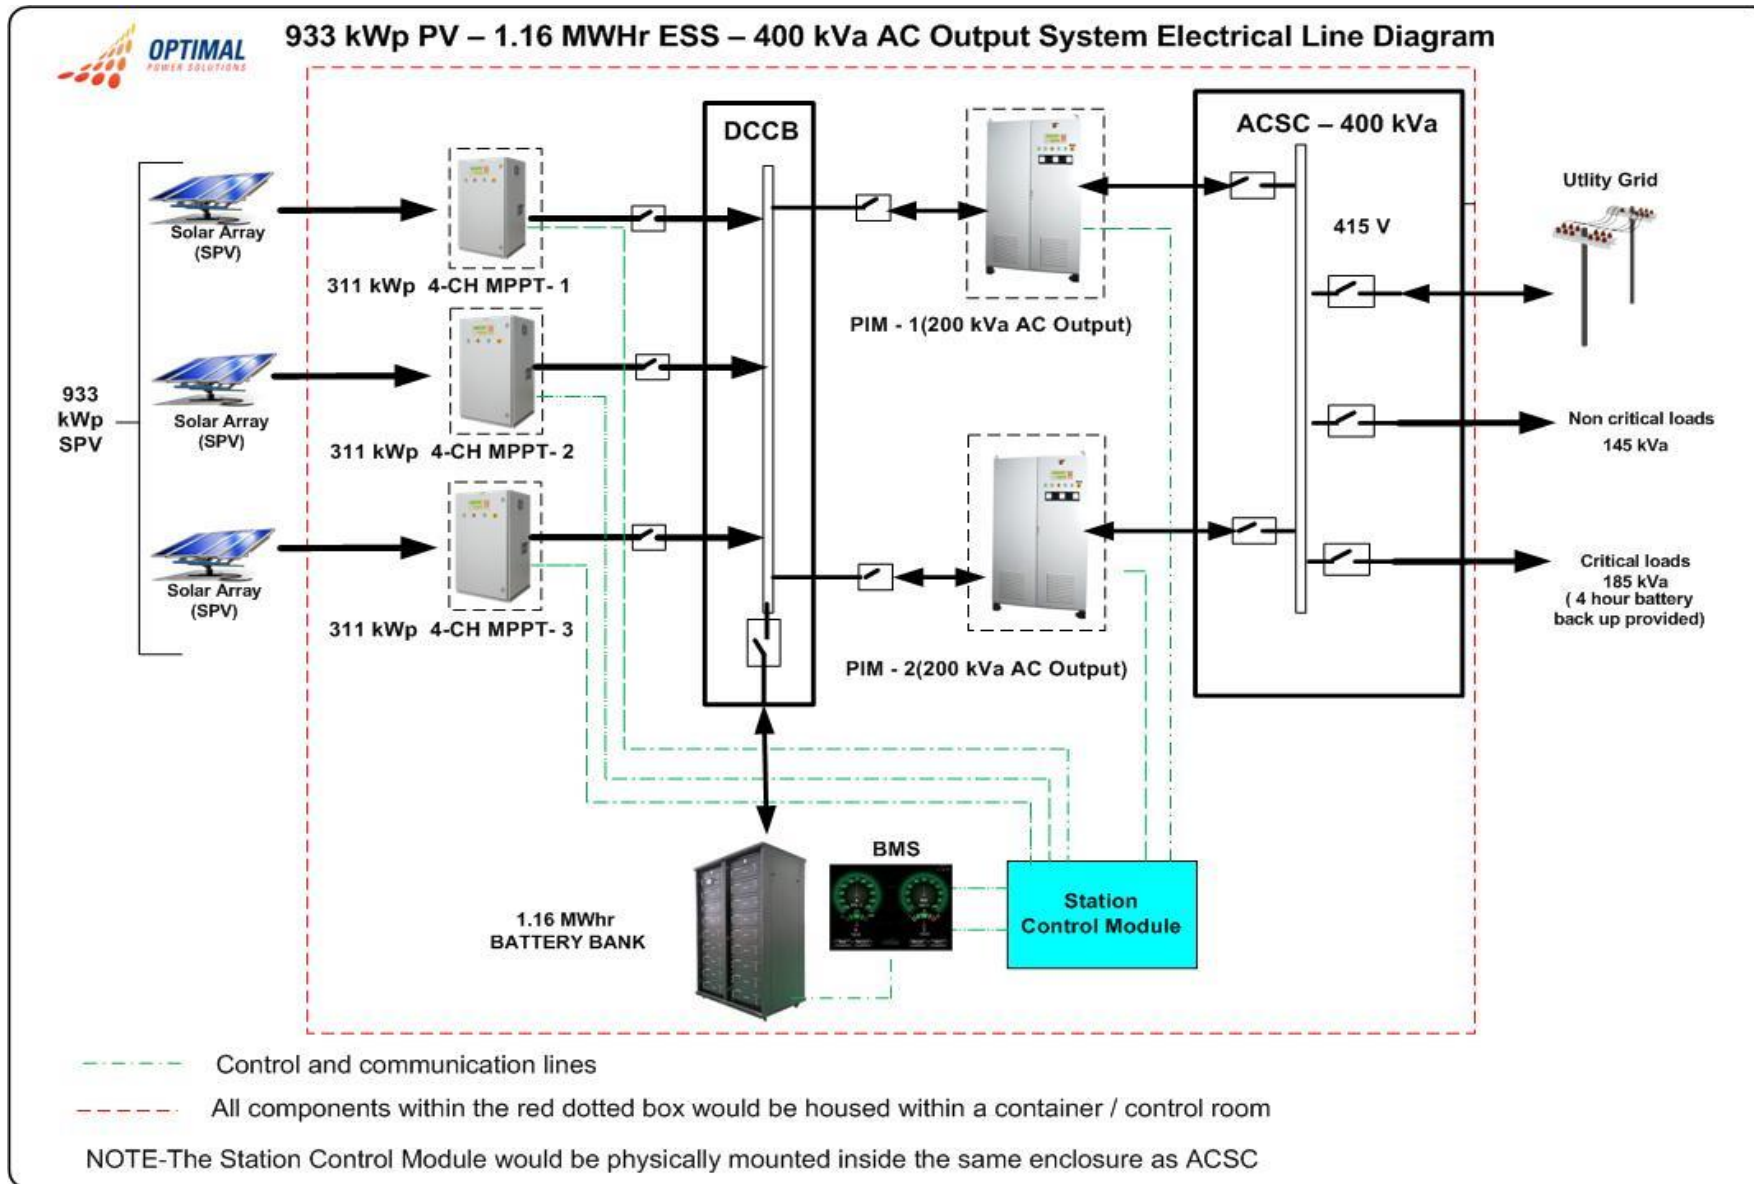 OPTIMAL
POWER SOLUTIONS
933 kWp PV – 1.16 MWHr ESS – 400 kVa AC Output System Electrical Line Diagram
DCCB
ACSC – 400 kVa
Utlity Grid
415 V
Solar Array
(SPV)
311 kWp 4-CH MPPT- 1
PIM - 1(200 kVa AC Output)
933
kWp
SPV
Solar Array
(SPV)
311 kWp 4-CH MPPT- 2
Non critical loads
145 kVa
Solar Array
(SPV)
311 kWp 4-CH MPPT- 3
PIM - 2(200 kVa AC Output)
Critical loads
185 kVa
( 4 hour battery
back up provided)
BMS
1.16 MWhr
BATTERY BANK
Station
Control Module
Control and communication lines
All components within the red dotted box would be housed within a container / control room
NOTE-The Station Control Module would be physically mounted inside the same enclosure as ACSC